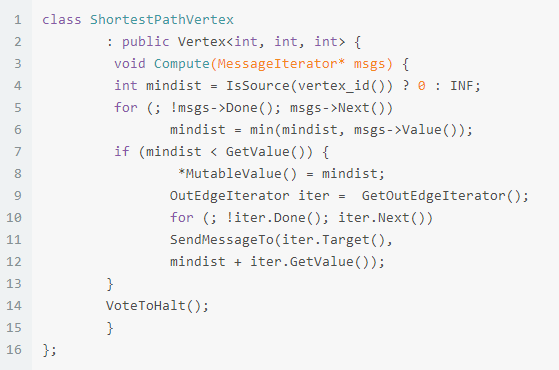 1 class ShortestPathVertex
2 : public Vertex<int, int, int> {
3 void Compute(MessageIterator* msgs) {
4 int mindist = IsSource(vertex_id()) ? 0 : INF;
5 for (; !msgs->Done(); msgs->Next())
6 mindist = min(mindist, msgs->Value());
7 if (mindist < GetValue()) {
8 *MutableValue() = mindist;
9 OutEdgeIterator iter = GetOutEdgeIterator();
10 for (; !iter.Done(); iter.Next())
11 SendMessageTo(iter.Target(),
12 mindist + iter.GetValue());
13 }
14 VoteToHalt();
15 }
16 };